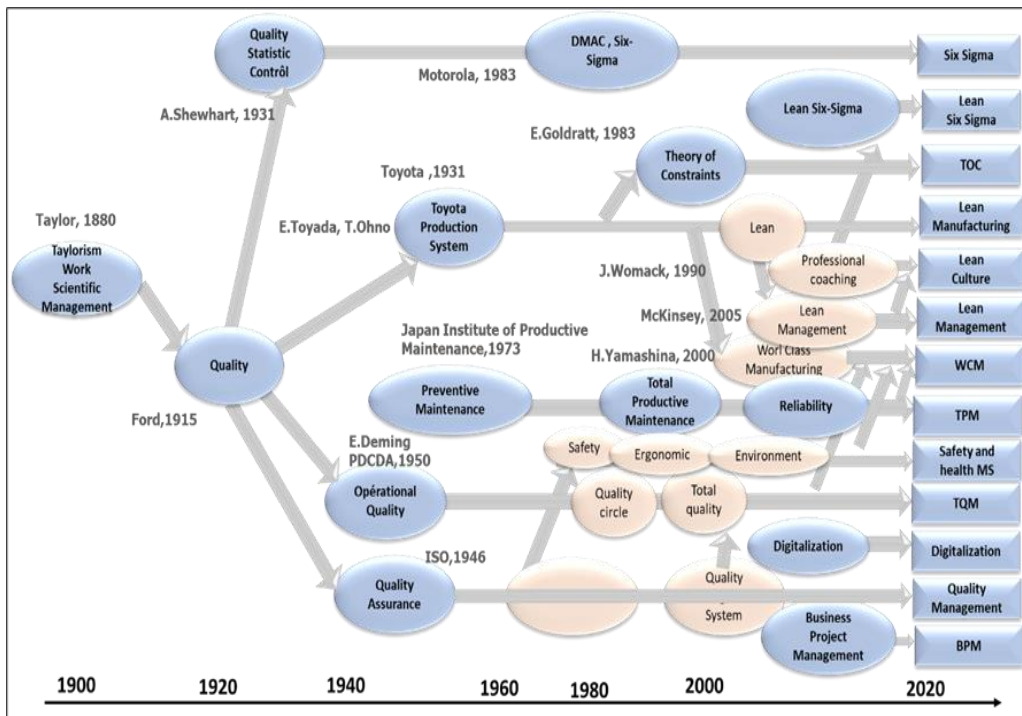 Quality
Statistic
Contrôl
DMAC , Six-
Sigma
Six Sigma
Motorola, 1983
A.Shewhart, 1931
Lean Six-Sigma
Lean
Six Sigma
E.Goldratt, 1983
Theory of
Constraints
TOC
Toyota ,1931
Taylor, 1880
E.Toyada, T.Ohno
Toyota
Production
System
Lean
Lean
Manufacturing
Taylorism
Work
Scientific
Management
J.Womack, 1990
Professional
coaching
Lean
Culture
McKinsey, 2005
Lean
Management
Lean
Management
Japan Institute of Productive
Maintenance,1973
H.Yamashina, 2000
Worl Class
Manufacturing
WCM
Quality
Preventive
Maintenance
Total
Productive
Maintenance
Reliability
TPM
Ford,1915
E.Deming
PDCDA,1950
Safety
Ergonomic
Environment
Safety and
health MS
Opérational
Quality
Quality
circle
Total
quality
TQM
Digitalization
Digitalization
ISO,1946
Quality
Assurance
Quality
System
Quality
Management
Business
Project
Management
BPM
1900
1920
1940
1960
1980
2000
2020